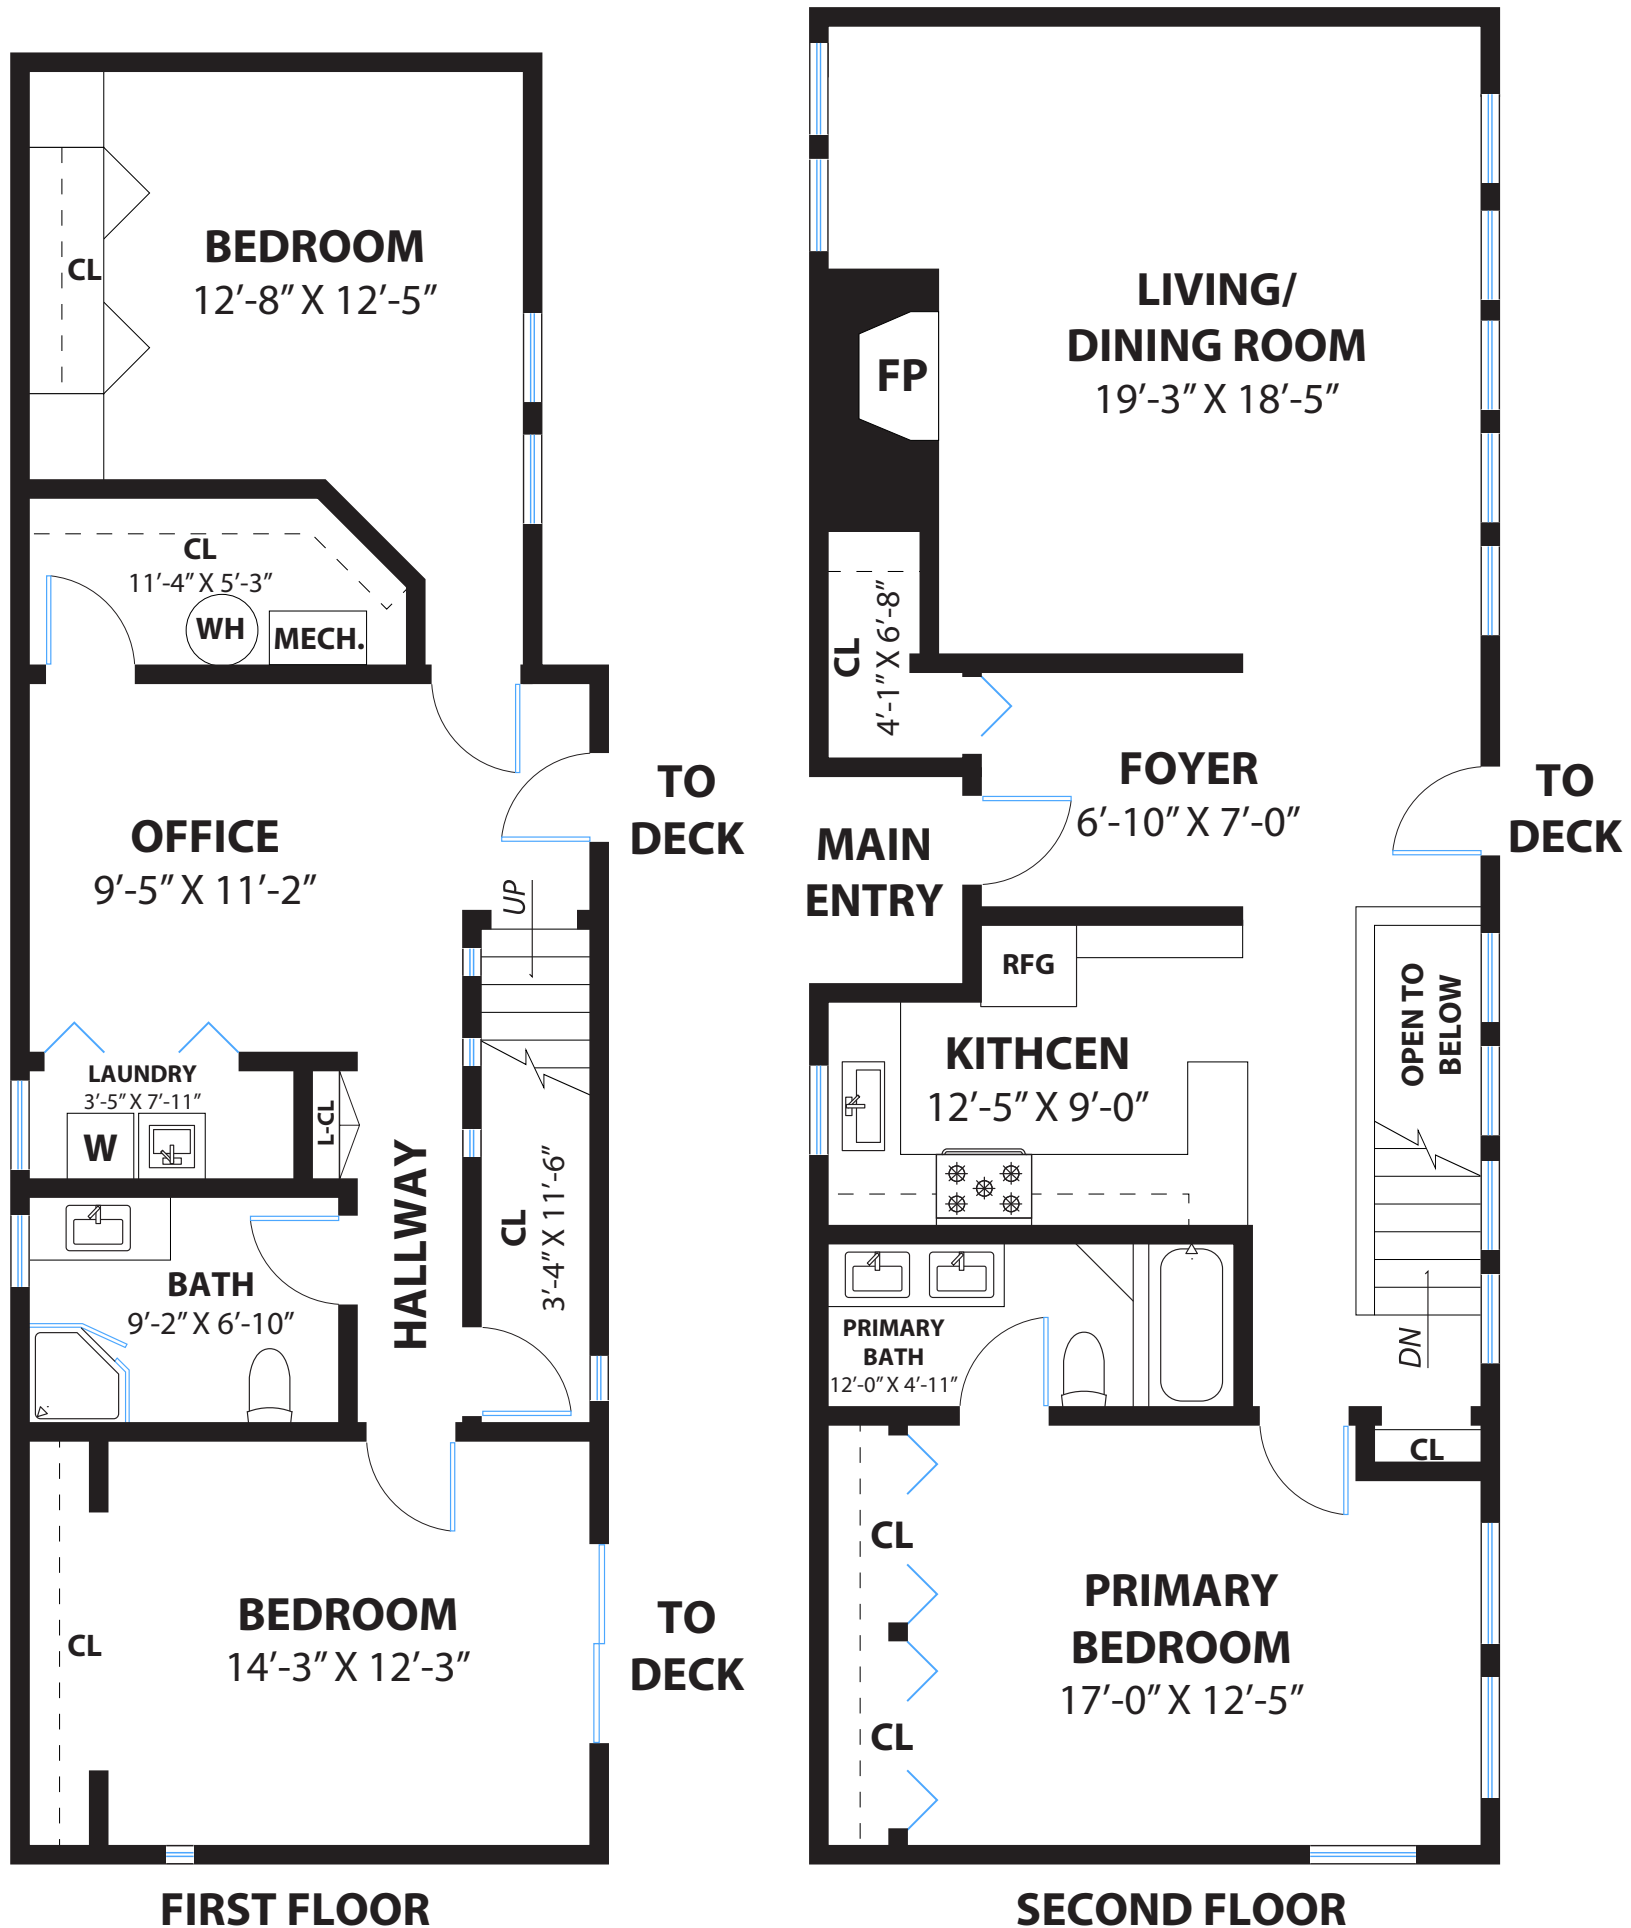 BEDROOM
12'-8" X 12'-5"
CL
CL
11'-4" X 5'-3"
WH
MECH.
OFFICE
9'-5" X 11'-2"
TO
DECK
UP
LAUNDRY
3'-5" X 7'-11"
W
L-CL
HALLWAY
CL
3'-4" X 11'-6"
BATH
9'-2" X 6'-10"
BEDROOM
14'-3" X 12'-3"
CL
TO
DECK
FIRST FLOOR
LIVING/
DINING ROOM
19'-3" X 18'-5"
FP
CL
4'-1" X 6'-8"
FOYER
6'-10" X 7'-0"
TO
DECK
MAIN
ENTRY
RFG
KITHCEN
12'-5" X 9'-0"
OPEN TO
BELOW
DN
PRIMARY
BATH
12'-0" X 4'-11"
CL
CL
PRIMARY
BEDROOM
17'-0" X 12'-5"
CL
SECOND FLOOR